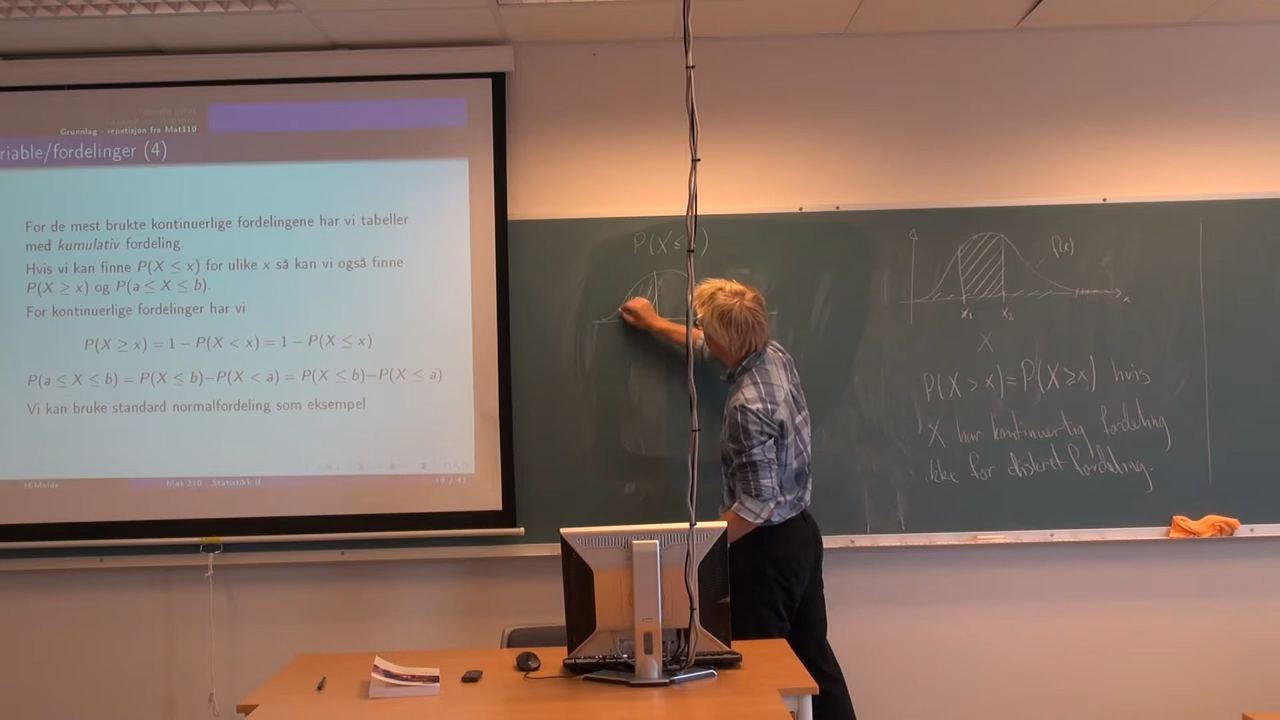 Grunnlag - repetisjon fra Mat110
riable/fordelinger (4)
For de mest brukte kontinuerlige fordelingene har vi tabeller
med kumulativ fordeling.
Hvis vi kan finne P(X ≤ x) for ulike x så kan vi også finne
P(X ≥ x) og P(a ≤ X ≤ b).
For kontinuerlige fordelinger har vi
P(X ≥ x) = 1 − P(X < x) = 1 − P(X ≤ x)
P(a ≤ X ≤ b) = P(X ≤ b)−P(X < a) = P(X ≤ b)−P(X ≤ a)
Vi kan bruke standard normalfordeling som eksempel
HiMolde
Mat 210 - Statistikk II
/ 41
P(X ≤ )
f(x)
x
x₁ x₂
X
P(X > x) = P(X ≥ x) hvis
X har kontinuerlig fordeling
ikke for diskret fordeling.